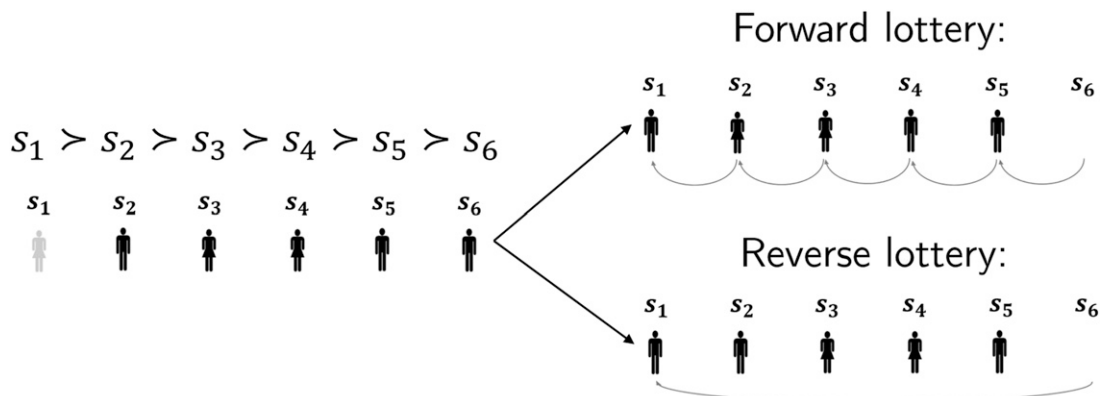 Forward lottery:
s₁ s₂ s₃ s₄ s₅ s₆
s₁ ≻ s₂ ≻ s₃ ≻ s₄ ≻ s₅ ≻ s₆
s₁ s₂ s₃ s₄ s₅ s₆
Reverse lottery:
s₁ s₂ s₃ s₄ s₅ s₆